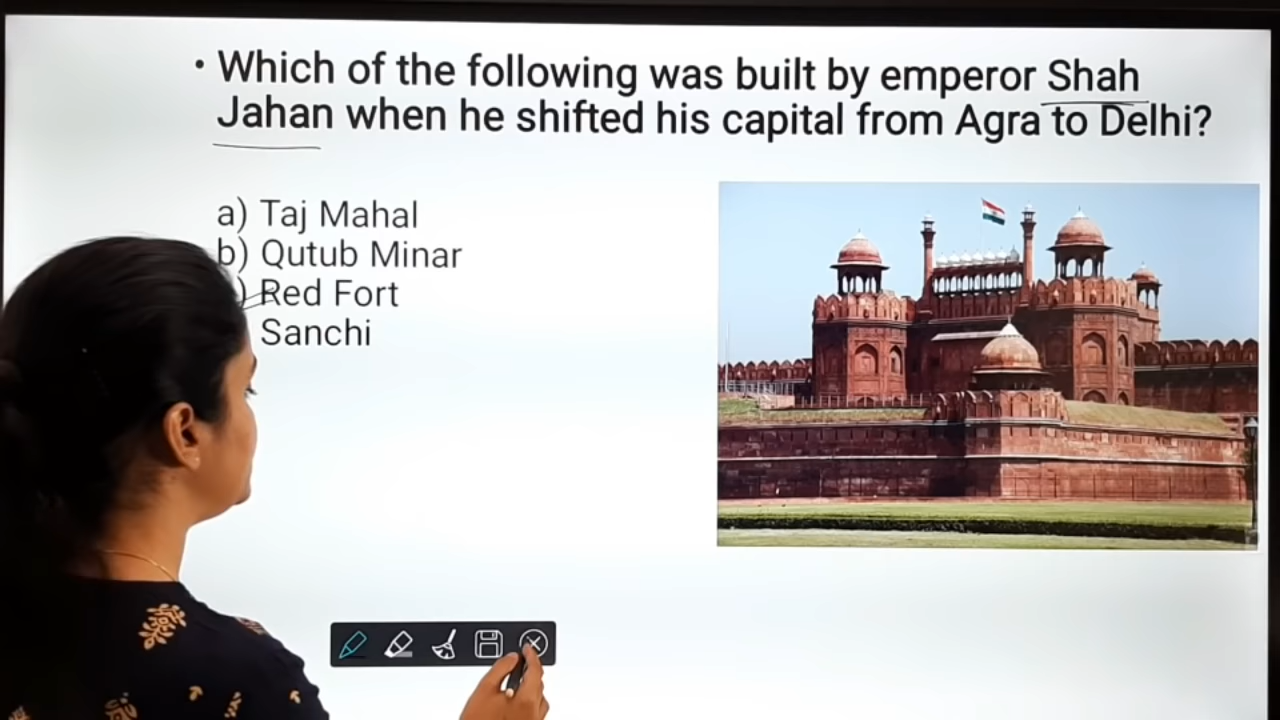 • Which of the following was built by emperor Shah
Jahan when he shifted his capital from Agra to Delhi?
a) Taj Mahal
b) Qutub Minar
) Red Fort
Sanchi